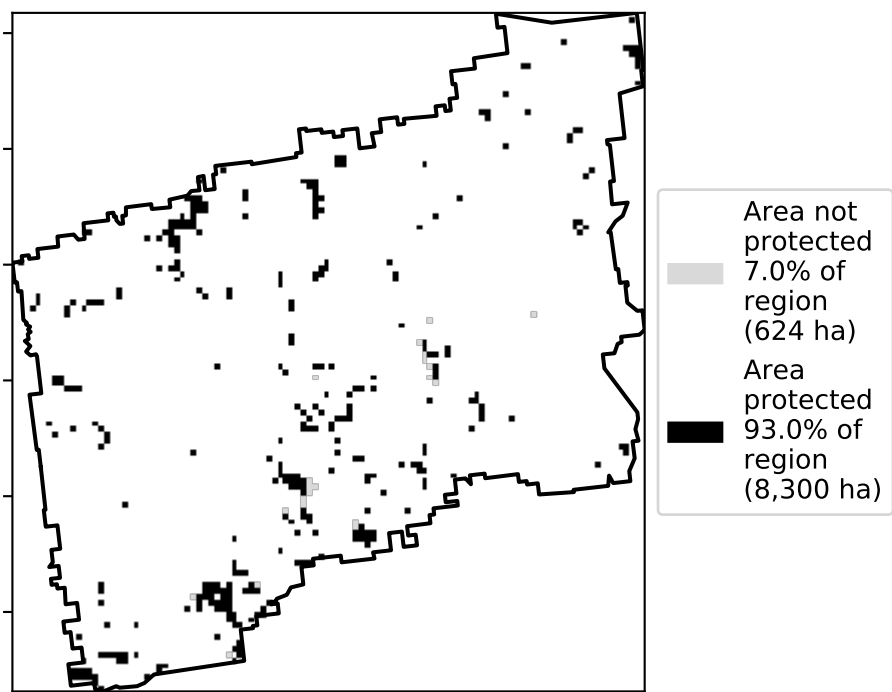 Area not
protected
7.0% of
region
(624 ha)
Area
protected
93.0% of
region
(8,300 ha)